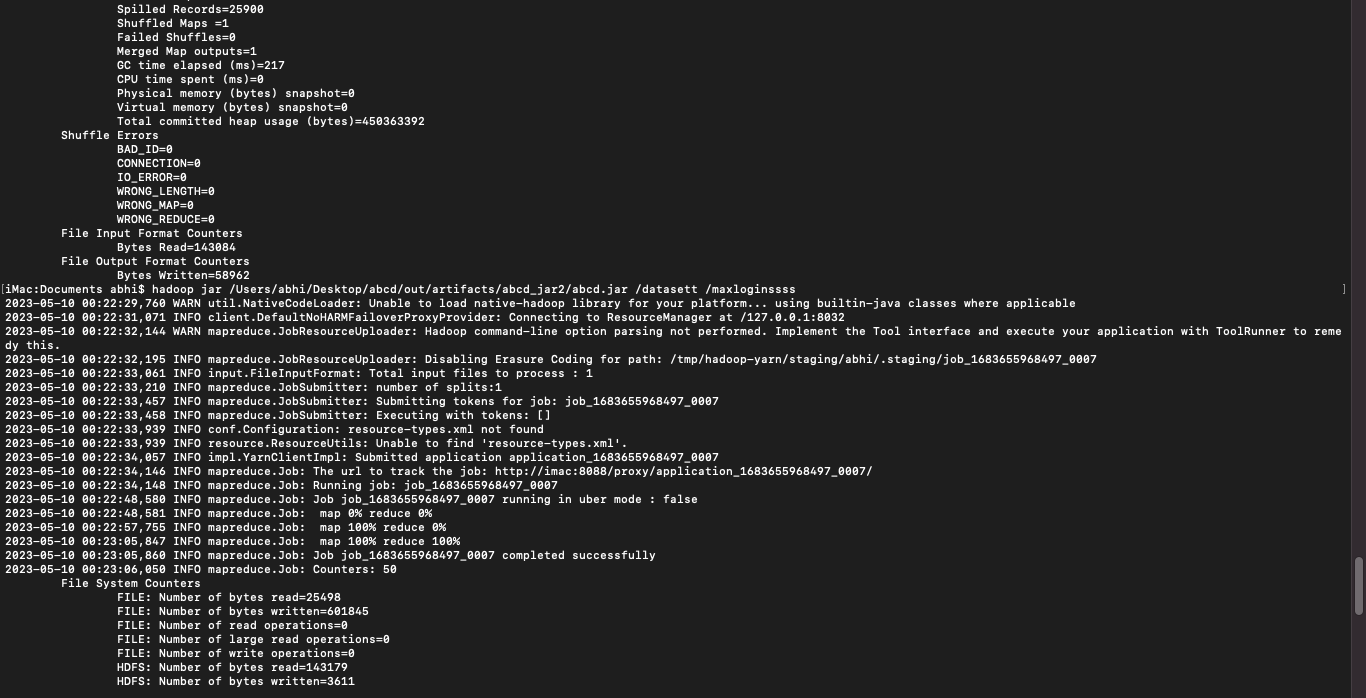 Spilled Records=25900
Shuffled Maps =1
Failed Shuffles=0
Merged Map outputs=1
GC time elapsed (ms)=217
CPU time spent (ms)=0
Physical memory (bytes) snapshot=0
Virtual memory (bytes) snapshot=0
Total committed heap usage (bytes)=450363392
Shuffle Errors
BAD_ID=0
CONNECTION=0
IO_ERROR=0
WRONG_LENGTH=0
WRONG_MAP=0
WRONG_REDUCE=0
File Input Format Counters
Bytes Read=143084
File Output Format Counters
Bytes Written=58962
[iMac:Documents abhi$ hadoop jar /Users/abhi/Desktop/abcd/out/artifacts/abcd_jar2/abcd.jar /datasett /maxloginssss ]
2023-05-10 00:22:29,760 WARN util.NativeCodeLoader: Unable to load native-hadoop library for your platform... using builtin-java classes where applicable
2023-05-10 00:22:31,071 INFO client.DefaultNoHARMFailoverProxyProvider: Connecting to ResourceManager at /127.0.0.1:8032
2023-05-10 00:22:32,144 WARN mapreduce.JobResourceUploader: Hadoop command-line option parsing not performed. Implement the Tool interface and execute your application with ToolRunner to reme
dy this.
2023-05-10 00:22:32,195 INFO mapreduce.JobResourceUploader: Disabling Erasure Coding for path: /tmp/hadoop-yarn/staging/abhi/.staging/job_1683655968497_0007
2023-05-10 00:22:33,061 INFO input.FileInputFormat: Total input files to process : 1
2023-05-10 00:22:33,210 INFO mapreduce.JobSubmitter: number of splits:1
2023-05-10 00:22:33,457 INFO mapreduce.JobSubmitter: Submitting tokens for job: job_1683655968497_0007
2023-05-10 00:22:33,458 INFO mapreduce.JobSubmitter: Executing with tokens: []
2023-05-10 00:22:33,939 INFO conf.Configuration: resource-types.xml not found
2023-05-10 00:22:33,939 INFO resource.ResourceUtils: Unable to find 'resource-types.xml'.
2023-05-10 00:22:34,057 INFO impl.YarnClientImpl: Submitted application application_1683655968497_0007
2023-05-10 00:22:34,146 INFO mapreduce.Job: The url to track the job: http://imac:8088/proxy/application_1683655968497_0007/
2023-05-10 00:22:34,148 INFO mapreduce.Job: Running job: job_1683655968497_0007
2023-05-10 00:22:48,580 INFO mapreduce.Job: Job job_1683655968497_0007 running in uber mode : false
2023-05-10 00:22:48,581 INFO mapreduce.Job:  map 0% reduce 0%
2023-05-10 00:22:57,755 INFO mapreduce.Job:  map 100% reduce 0%
2023-05-10 00:23:05,847 INFO mapreduce.Job:  map 100% reduce 100%
2023-05-10 00:23:05,860 INFO mapreduce.Job: Job job_1683655968497_0007 completed successfully
2023-05-10 00:23:06,050 INFO mapreduce.Job: Counters: 50
File System Counters
FILE: Number of bytes read=25498
FILE: Number of bytes written=601845
FILE: Number of read operations=0
FILE: Number of large read operations=0
FILE: Number of write operations=0
HDFS: Number of bytes read=143179
HDFS: Number of bytes written=3611